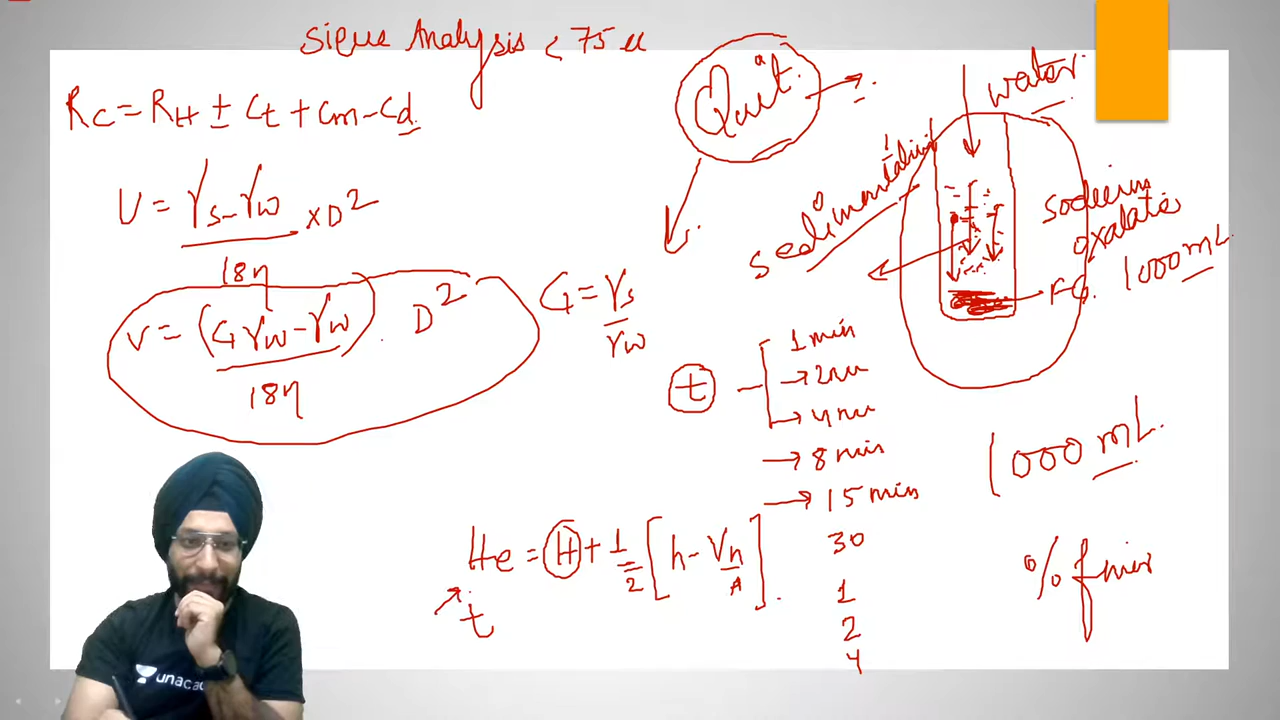 Sieve Analysis < 75 u
Rc = RH ± Ct + Cm - Cd
Quit.
water
V = γs - γw / 18η × D²
sedimentation
sodium
oxalate
V = (Gγw - γw) / 18η . D²
G = γs / γw
FG. 1000 mL
t
1 min
→ 2 min
→ 4 min
→ 8 min
→ 15 min
30
1
2
4
1000 mL.
He = H + 1/2 [h - Vh/A].
t
% finer
unaca